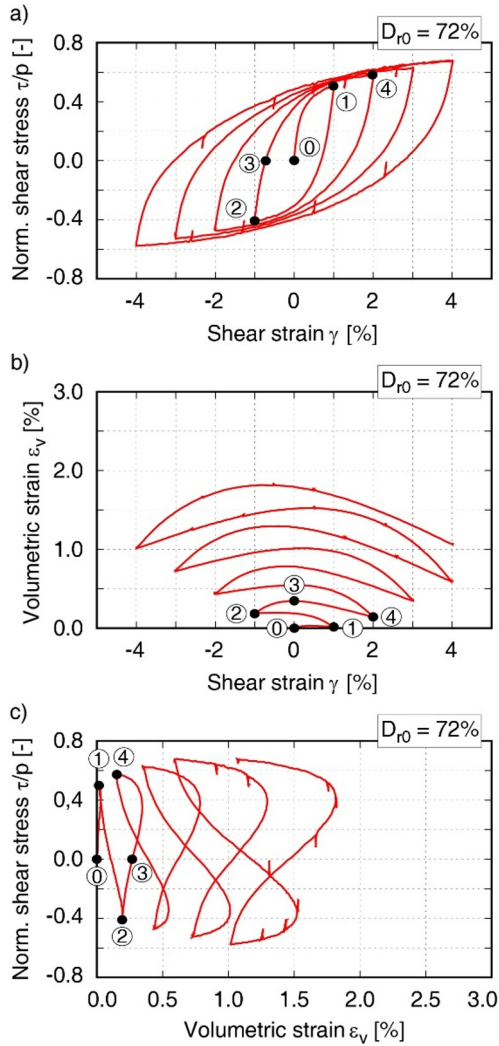 a)
D_r0 = 72%
Norm. shear stress τ/p [-]
0.8
0.4
0.0
-0.4
-0.8
① ④ ③ ⓪ ②
-4 -2 0 2 4
Shear strain γ [%]
b)
D_r0 = 72%
Volumetric strain ε_v [%]
3.0
2.0
1.0
0.0
③ ② ⓪ ① ④
-4 -2 0 2 4
Shear strain γ [%]
c)
D_r0 = 72%
Norm. shear stress τ/p [-]
0.8
0.4
0.0
-0.4
-0.8
① ④ ⓪ ③ ②
0.0 0.5 1.0 1.5 2.0 2.5 3.0
Volumetric strain ε_v [%]